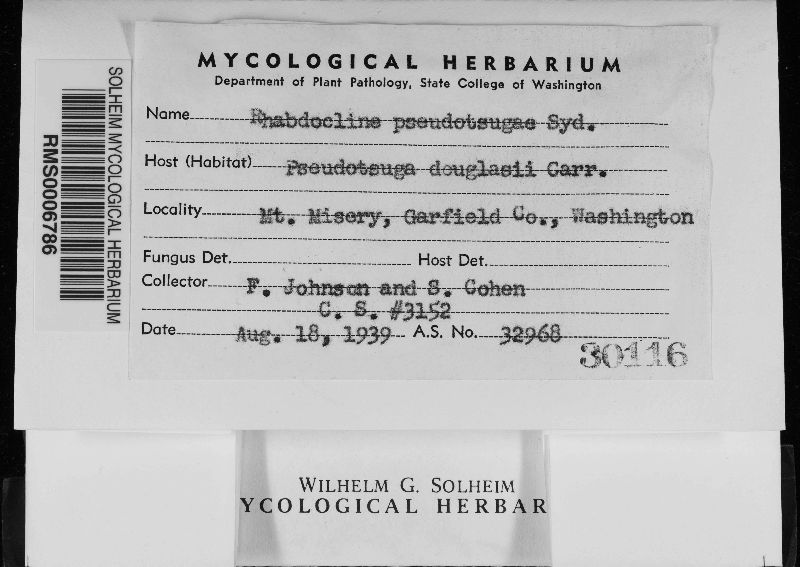 MYCOLOGICAL HERBARIUM
Department of Plant Pathology, State College of Washington
Name Rhabdocline pseudotsugae Syd.
Host (Habitat) Pseudotsuga douglasii Carr.
Locality Mt. Misery, Garfield Co., Washington
Fungus Det. Host Det.
Collector F. Johnson and S. Cohen
C. S. #3152
Date Aug. 18, 1939 A.S. No. 32968
30116
SOLHEIM MYCOLOGICAL HERBARIUM
RMS0006786
WILHELM G. SOLHEIM
YCOLOGICAL HERBAR